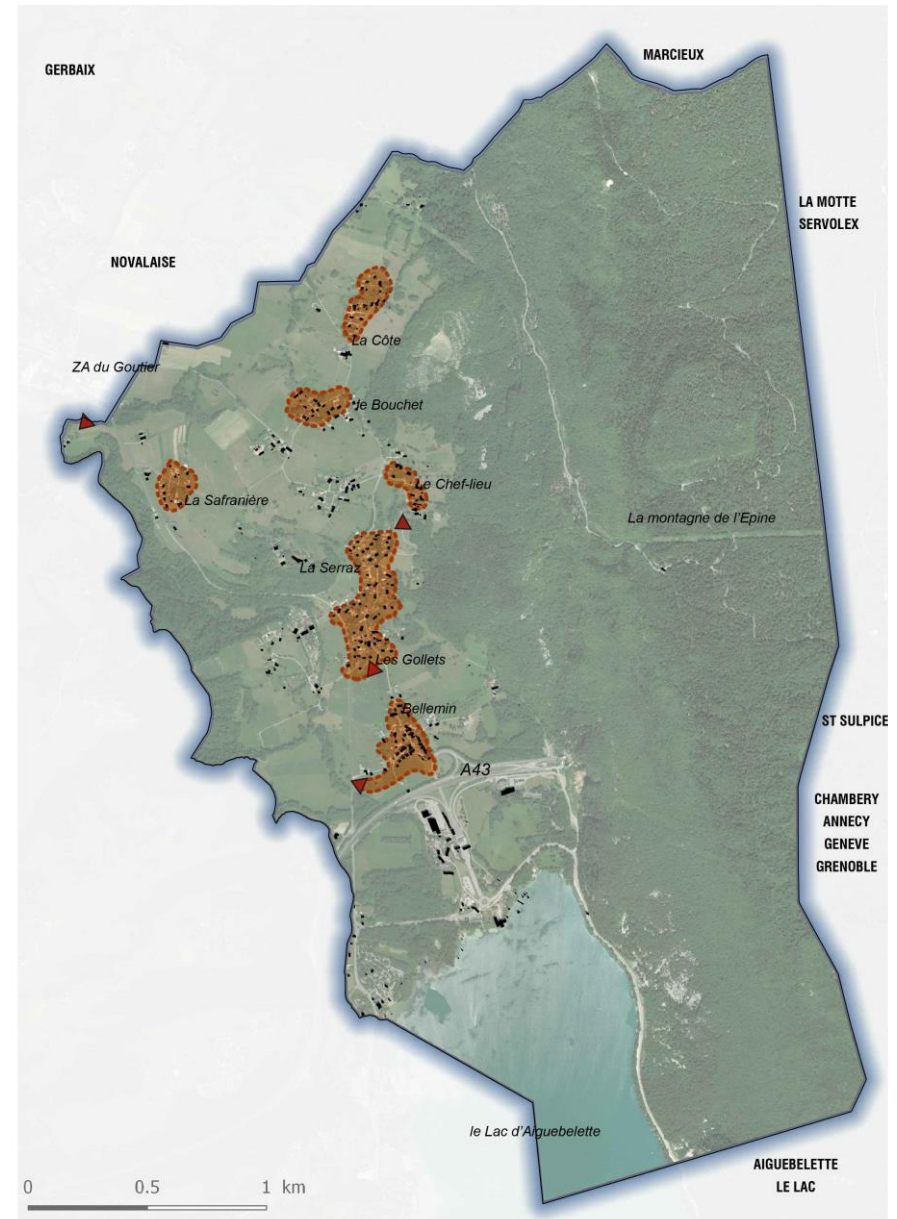 MARCIEUX
GERBAIX
LA MOTTE
SERVOLEX
NOVALAISE
La Côte
ZA du Goutier
le Bouchet
Le Chef-lieu
La Safranière
La montagne de l'Epine
La Serraz
Les Gollets
Bellemin
ST SULPICE
A43
CHAMBERY
ANNECY
GENEVE
GRENOBLE
le Lac d'Aiguebelette
AIGUEBELETTE
LE LAC
0 0.5 1 km